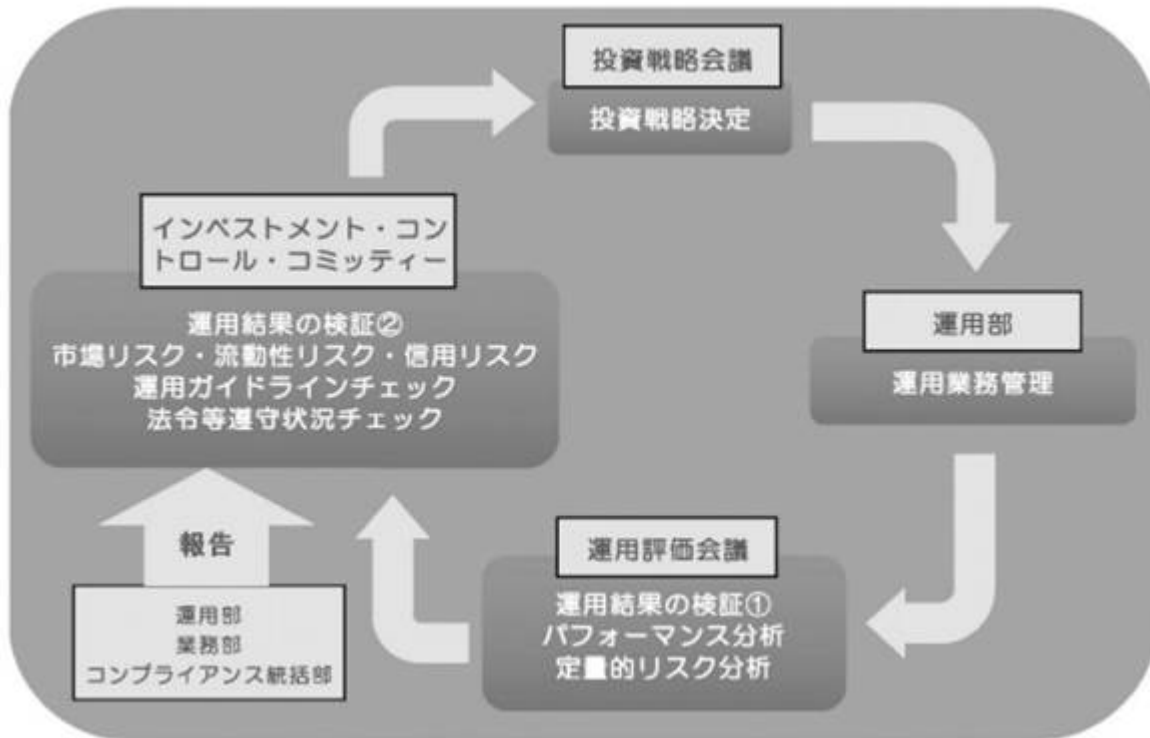 投資戦略会議
投資戦略決定
インベストメント・コン
トロール・コミッティー
運用結果の検証②
市場リスク・流動性リスク・信用リスク
運用ガイドラインチェック
法令等遵守状況チェック
運用部
運用業務管理
報告
運用部
業務部
コンプライアンス統括部
運用評価会議
運用結果の検証①
パフォーマンス分析
定量的リスク分析